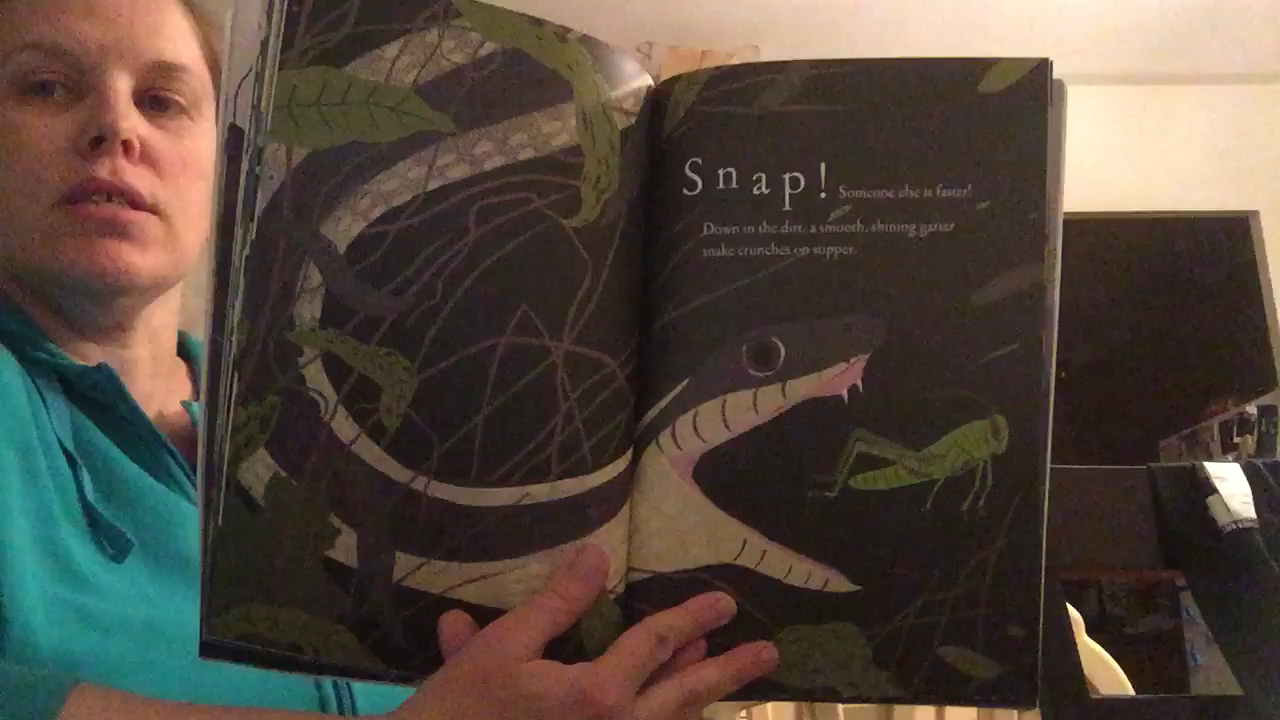 Snap! Someone else is faster!
Down in the dirt, a smooth, shining garter
snake crunches on supper.